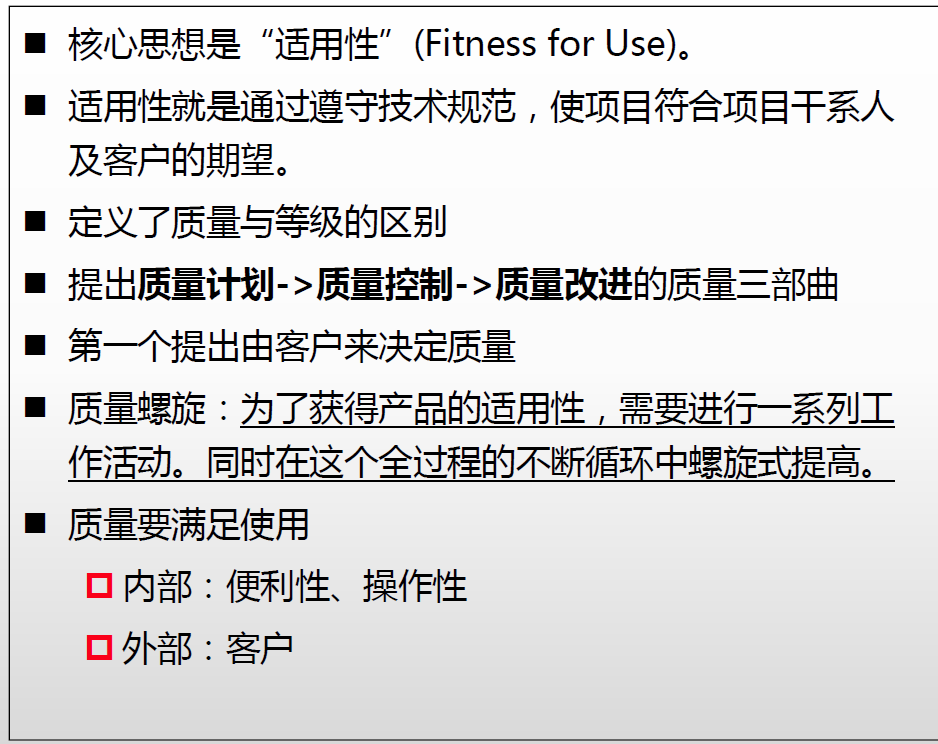 ■ 核心思想是“适用性”(Fitness for Use)。
■ 适用性就是通过遵守技术规范，使项目符合项目干系人
及客户的期望。
■ 定义了质量与等级的区别
■ 提出质量计划->质量控制->质量改进的质量三部曲
■ 第一个提出由客户来决定质量
■ 质量螺旋：为了获得产品的适用性，需要进行一系列工
作活动。同时在这个全过程的不断循环中螺旋式提高。
■ 质量要满足使用
内部：便利性、操作性
外部：客户